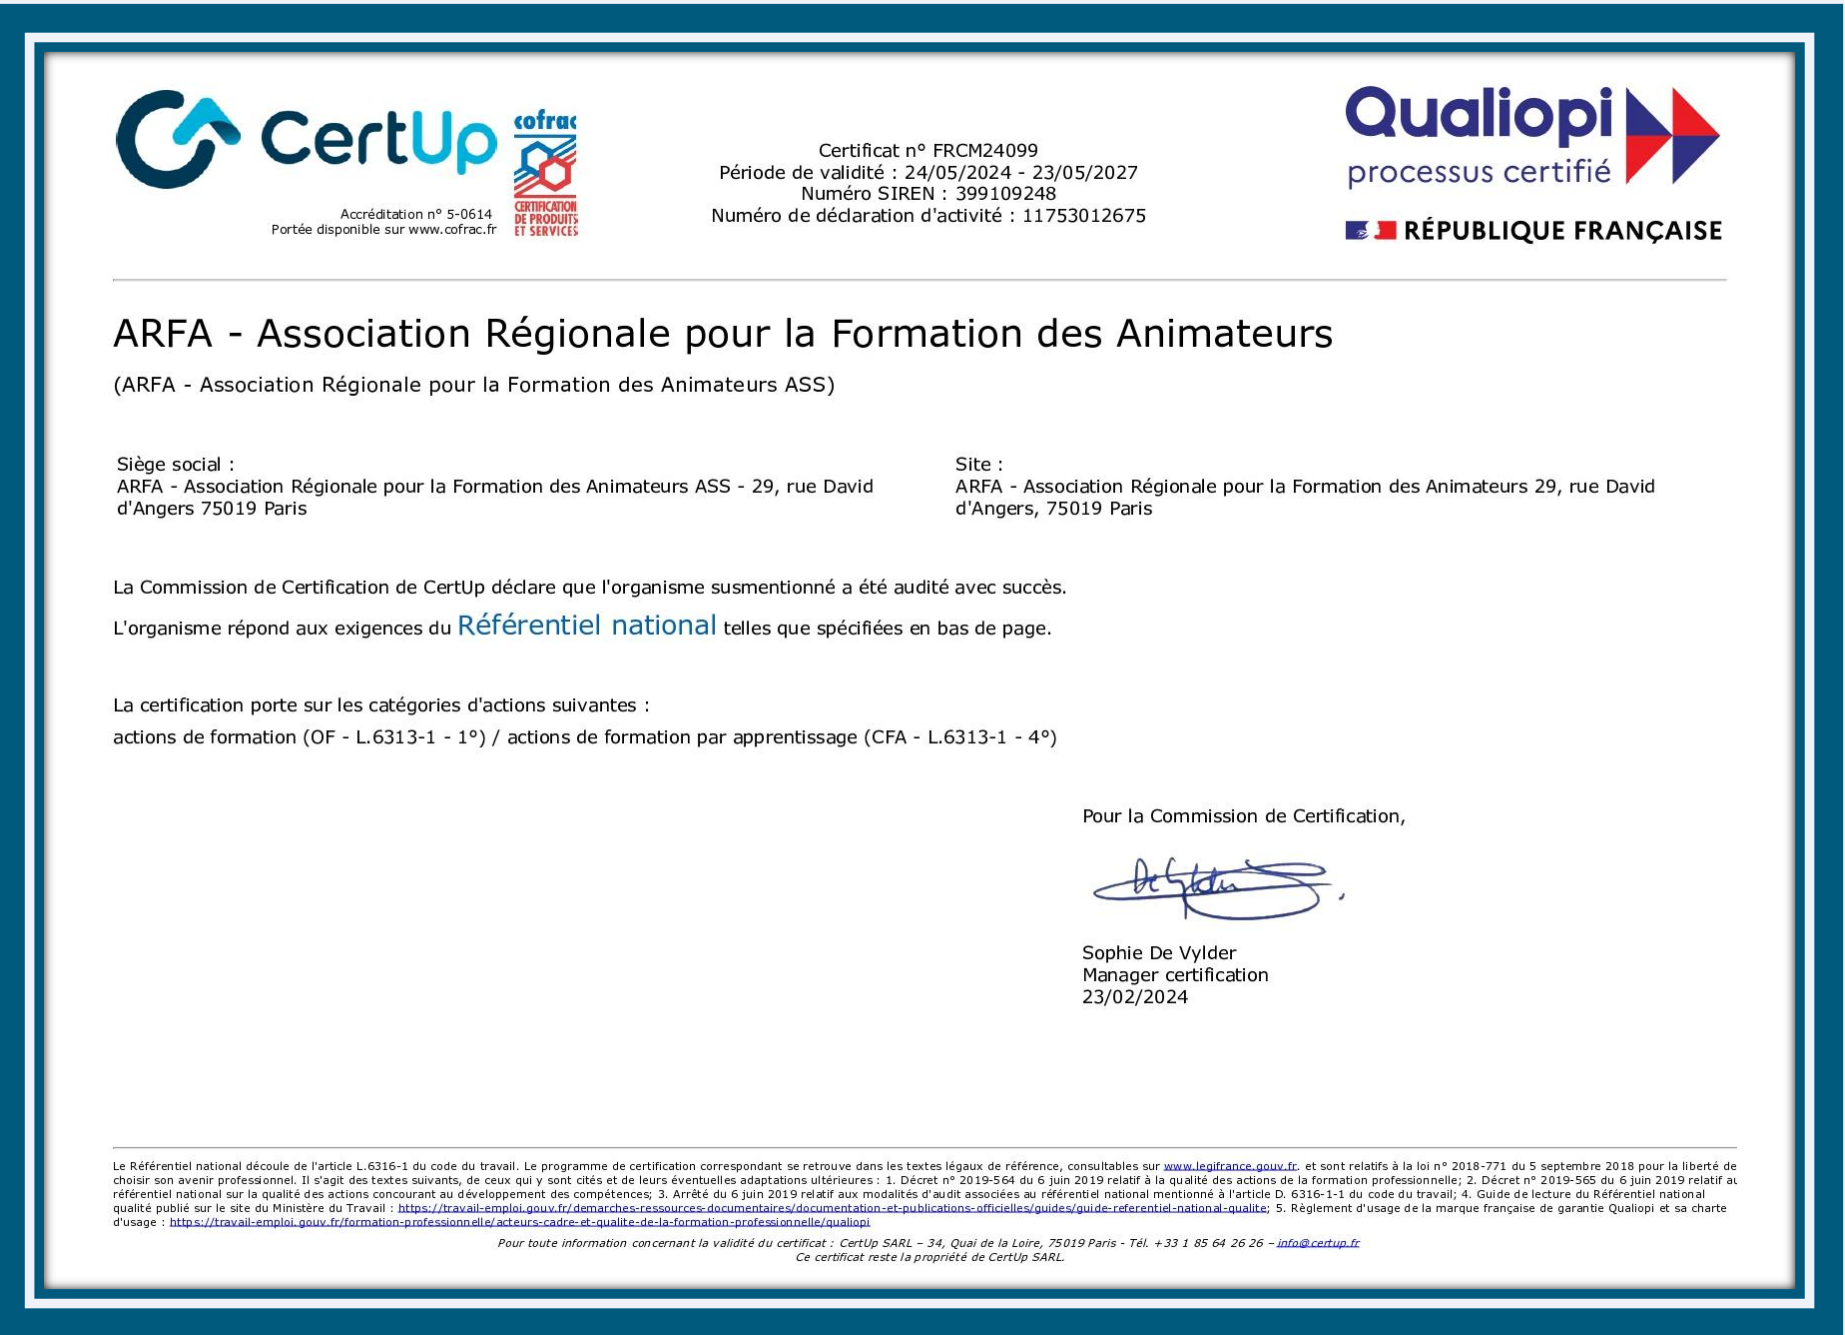 CertUp
cofrac
CERTIFICATION
DE PRODUITS
ET SERVICES
Accréditation n° 5-0614
Portée disponible sur www.cofrac.fr
Certificat n° FRCM24099
Période de validité : 24/05/2024 - 23/05/2027
Numéro SIREN : 399109248
Numéro de déclaration d'activité : 11753012675
Qualiopi
processus certifié
RÉPUBLIQUE FRANÇAISE
ARFA - Association Régionale pour la Formation des Animateurs
(ARFA - Association Régionale pour la Formation des Animateurs ASS)
Siège social :
ARFA - Association Régionale pour la Formation des Animateurs ASS - 29, rue David
d'Angers 75019 Paris
Site :
ARFA - Association Régionale pour la Formation des Animateurs 29, rue David
d'Angers, 75019 Paris
La Commission de Certification de CertUp déclare que l'organisme susmentionné a été audité avec succès.
L'organisme répond aux exigences du Référentiel national telles que spécifiées en bas de page.
La certification porte sur les catégories d'actions suivantes :
actions de formation (OF - L.6313-1 - 1°) / actions de formation par apprentissage (CFA - L.6313-1 - 4°)
Pour la Commission de Certification,
De Vylder
Sophie De Vylder
Manager certification
23/02/2024
Le Référentiel national découle de l'article L.6316-1 du code du travail. Le programme de certification correspondant se retrouve dans les textes légaux de référence, consultables sur www.legifrance.gouv.fr. et sont relatifs à la loi n° 2018-771 du 5 septembre 2018 pour la liberté de
choisir son avenir professionnel. Il s'agit des textes suivants, de ceux qui y sont cités et de leurs éventuelles adaptations ultérieures : 1. Décret n° 2019-564 du 6 juin 2019 relatif à la qualité des actions de la formation professionnelle; 2. Décret n° 2019-565 du 6 juin 2019 relatif au
référentiel national sur la qualité des actions concourant au développement des compétences; 3. Arrêté du 6 juin 2019 relatif aux modalités d'audit associées au référentiel national mentionné à l'article D. 6316-1-1 du code du travail; 4. Guide de lecture du Référentiel national
qualité publié sur le site du Ministère du Travail : https://travail-emploi.gouv.fr/demarches-ressources-documentaires/documentation-et-publications-officielles/guides/guide-referentiel-national-qualite; 5. Règlement d'usage de la marque française de garantie Qualiopi et sa charte
d'usage : https://travail-emploi.gouv.fr/formation-professionnelle/acteurs-cadre-et-qualite-de-la-formation-professionnelle/qualiopi
Pour toute information concernant la validité du certificat : CertUp SARL – 34, Quai de la Loire, 75019 Paris - Tél. +33 1 85 64 26 26 – info@certup.fr
Ce certificat reste la propriété de CertUp SARL.